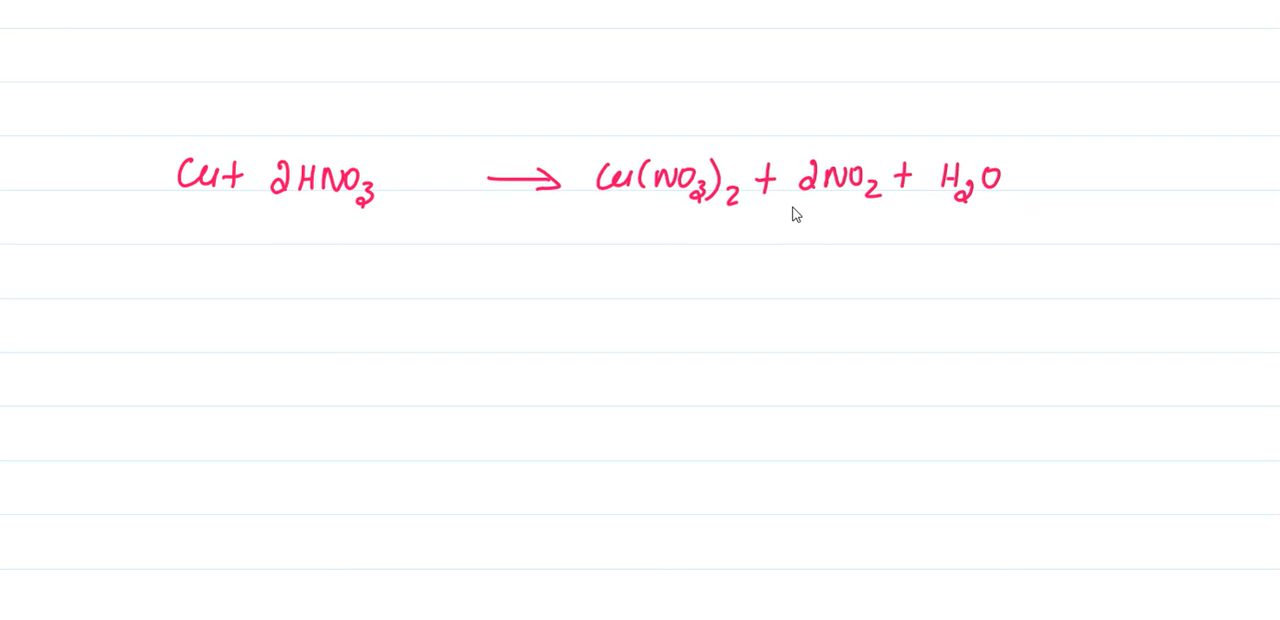 Cu + 2HNO₃ → Cu(NO₃)₂ + 2NO₂ + H₂O